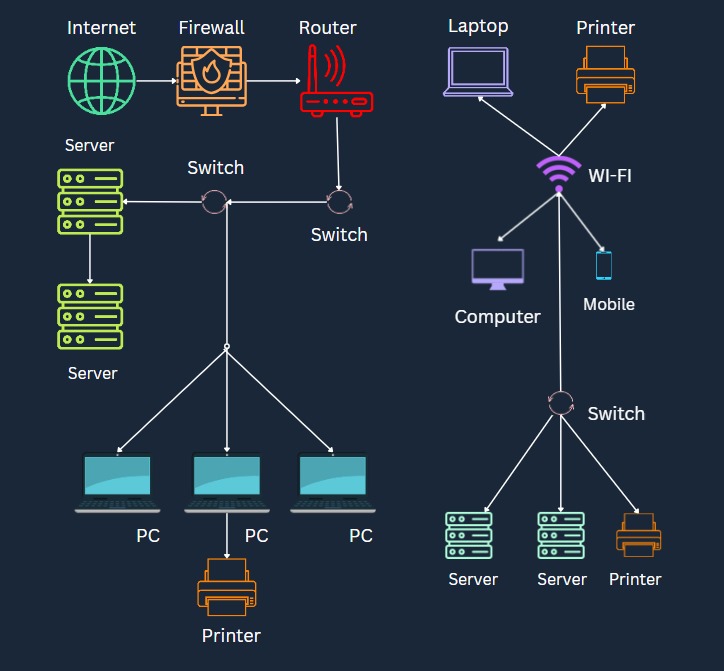 Internet
Firewall
Router
Laptop
Printer
Server
Switch
WI-FI
Switch
Mobile
Computer
Server
Switch
PC
PC
PC
Server
Server
Printer
Printer